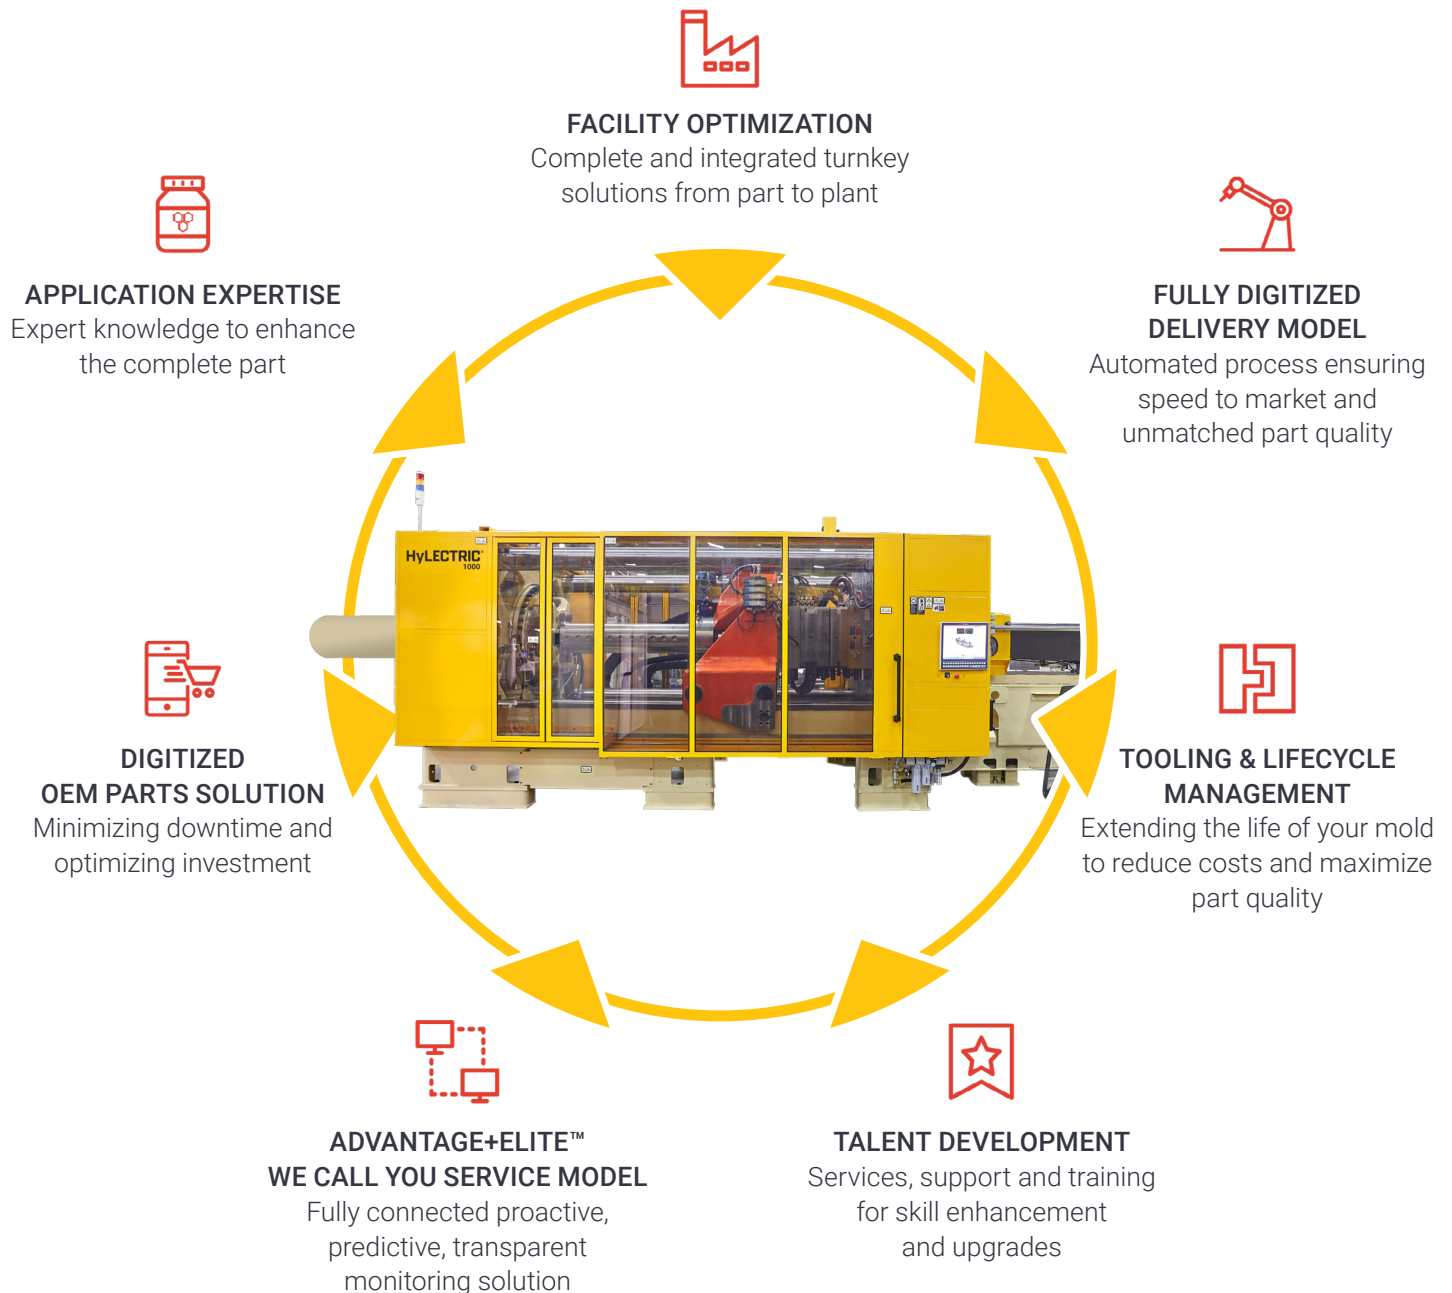 FACILITY OPTIMIZATION
Complete and integrated turnkey
solutions from part to plant
APPLICATION EXPERTISE
Expert knowledge to enhance
the complete part
FULLY DIGITIZED
DELIVERY MODEL
Automated process ensuring
speed to market and
unmatched part quality
HyLECTRIC®
1000
DIGITIZED
OEM PARTS SOLUTION
Minimizing downtime and
optimizing investment
TOOLING & LIFECYCLE
MANAGEMENT
Extending the life of your mold
to reduce costs and maximize
part quality
ADVANTAGE+ELITE™
WE CALL YOU SERVICE MODEL
Fully connected proactive,
predictive, transparent
monitoring solution
TALENT DEVELOPMENT
Services, support and training
for skill enhancement
and upgrades